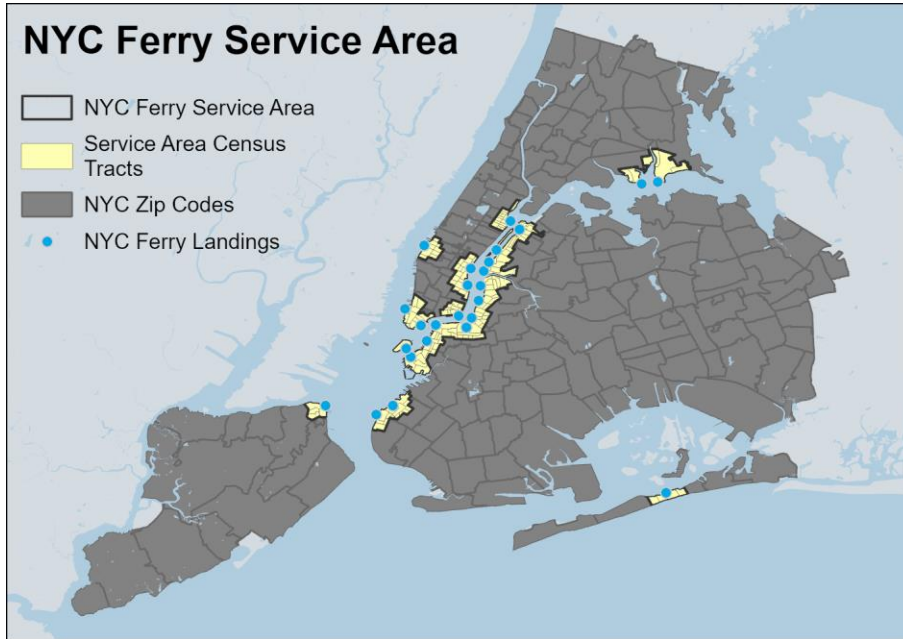 NYC Ferry Service Area
NYC Ferry Service Area
Service Area Census
Tracts
NYC Zip Codes
NYC Ferry Landings